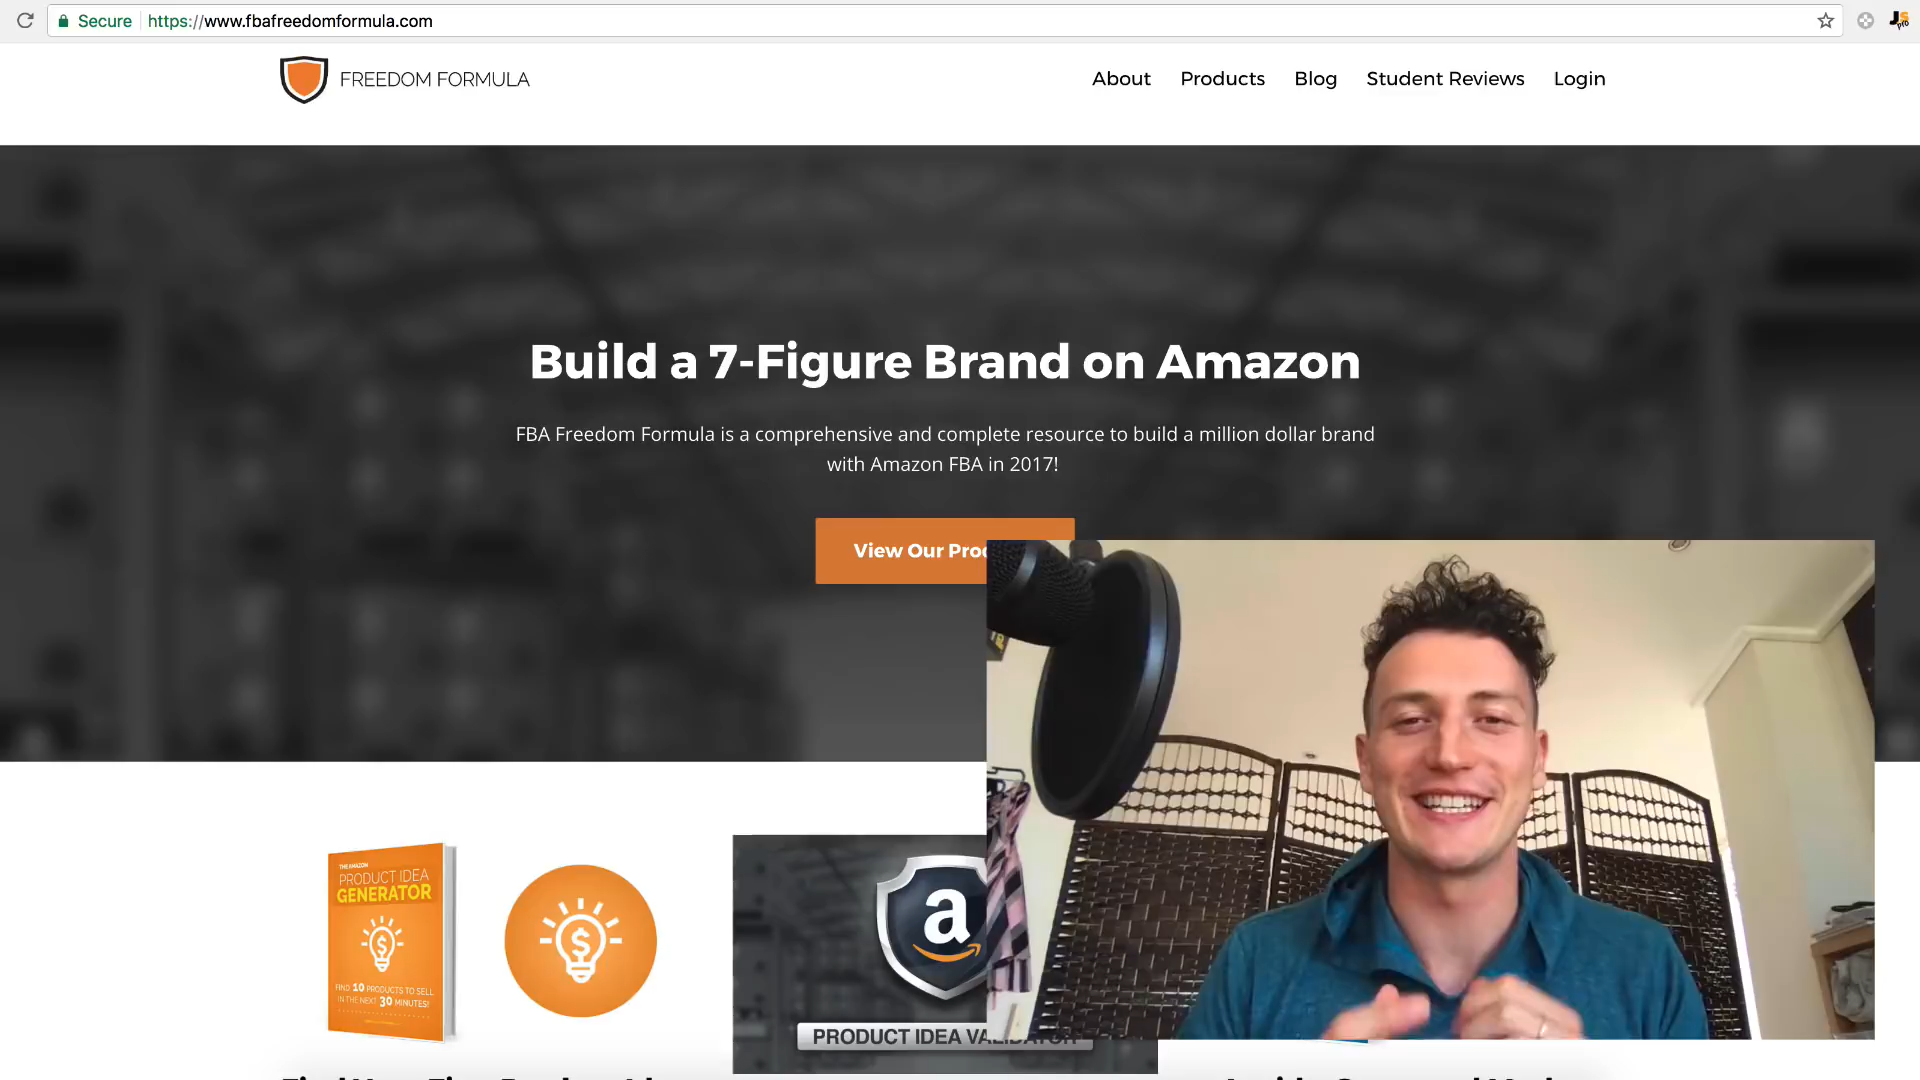 Secure
https://www.fbafreedomformula.com
FREEDOM FORMULA
About Products Blog Student Reviews Login
Build a 7-Figure Brand on Amazon
FBA Freedom Formula is a comprehensive and complete resource to build a million dollar brand
with Amazon FBA in 2017!
View Our
THE AMAZON
PRODUCT IDEA
GENERATOR
FIND 10 PRODUCTS TO SELL
IN THE NEXT 30 MINUTES!
a
PRODUCT IDEA